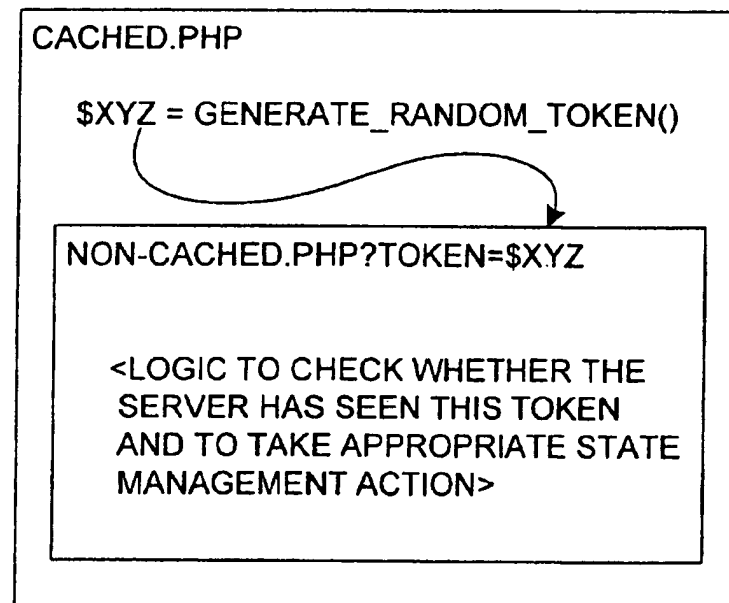 CACHED.PHP
$XYZ = GENERATE_RANDOM_TOKEN()
NON-CACHED.PHP?TOKEN=$XYZ
<LOGIC TO CHECK WHETHER THE
SERVER HAS SEEN THIS TOKEN
AND TO TAKE APPROPRIATE STATE
MANAGEMENT ACTION>